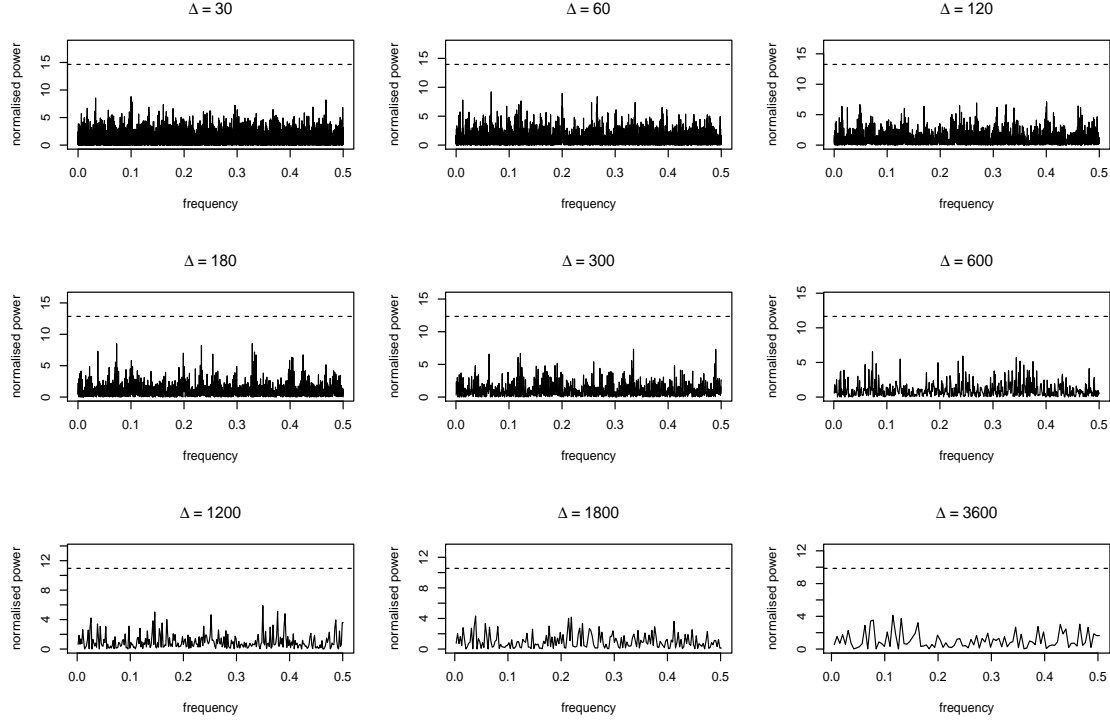 Δ = 30
normalised power
0 5 10 15
0.0 0.1 0.2 0.3 0.4 0.5
frequency
Δ = 60
normalised power
0 5 10 15
0.0 0.1 0.2 0.3 0.4 0.5
frequency
Δ = 120
normalised power
0 5 10 15
0.0 0.1 0.2 0.3 0.4 0.5
frequency
Δ = 180
normalised power
0 5 10 15
0.0 0.1 0.2 0.3 0.4 0.5
frequency
Δ = 300
normalised power
0 5 10 15
0.0 0.1 0.2 0.3 0.4 0.5
frequency
Δ = 600
normalised power
0 5 10 15
0.0 0.1 0.2 0.3 0.4 0.5
frequency
Δ = 1200
normalised power
0 4 8 12
0.0 0.1 0.2 0.3 0.4 0.5
frequency
Δ = 1800
normalised power
0 4 8 12
0.0 0.1 0.2 0.3 0.4 0.5
frequency
Δ = 3600
normalised power
0 4 8 12
0.0 0.1 0.2 0.3 0.4 0.5
frequency